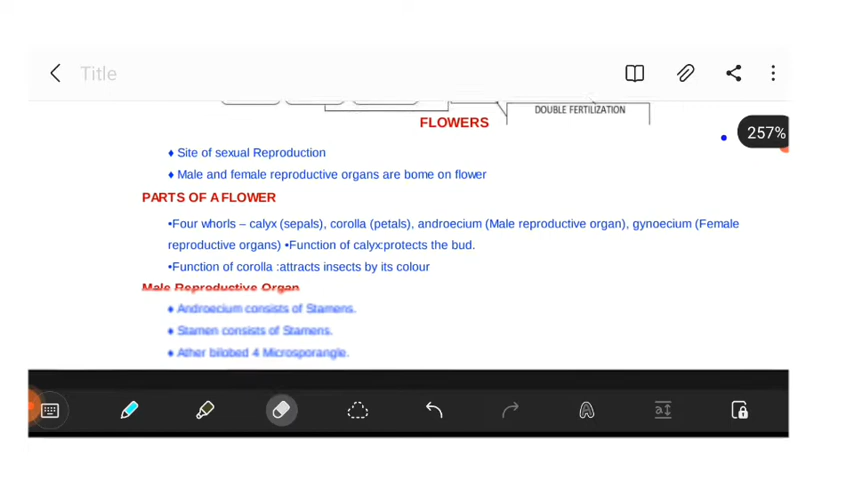 Title
DOUBLE FERTILIZATION
FLOWERS
257%
♦ Site of sexual Reproduction
♦ Male and female reproductive organs are bome on flower
PARTS OF A FLOWER
•Four whorls – calyx (sepals), corolla (petals), androecium (Male reproductive organ), gynoecium (Female
reproductive organs) •Function of calyx:protects the bud.
•Function of corolla :attracts insects by its colour
Male Reproductive Organ
♦ Androecium consists of Stamens.
♦ Stamen consists of Stamens.
♦ Ather bilobed 4 Microsporangle.